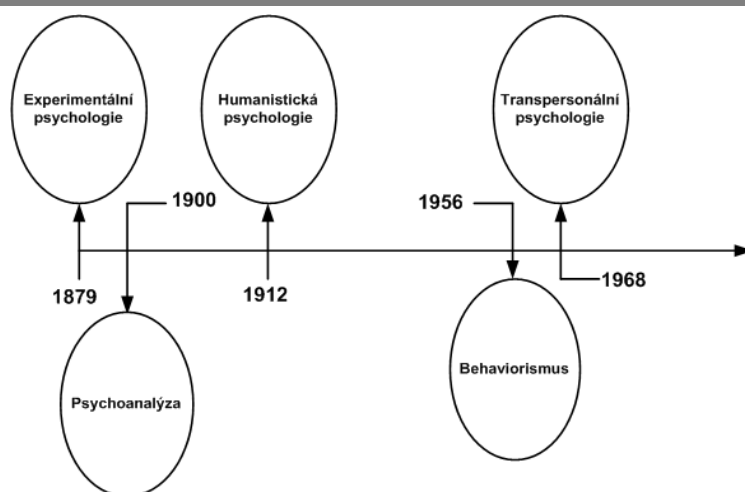 Experimentální
psychologie
Humanistická
psychologie
Transpersonální
psychologie
1900
1956
1879
1912
1968
Psychoanalýza
Behaviorismus